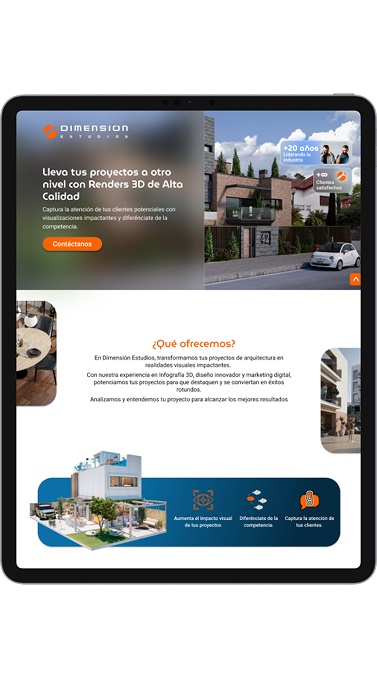 DIMENSION
ESTUDIOS
Lleva tus proyectos a otro
nivel con Renders 3D de Alta
Calidad
Captura la atención de tus clientes potenciales con
visualizaciones impactantes y diferénciate de la
competencia.
Contáctanos
+20 años
Liderando la
industria
+∞
Clientes
satisfechos
42
¿Qué ofrecemos?
En Dimensión Estudios, transformamos tus proyectos de arquitectura en
realidades visuales impactantes.
Con nuestra experiencia en Infografía 3D, diseño innovador y marketing digital,
potenciamos tus proyectos para que destaquen y se conviertan en éxitos
rotundos.
Analizamos y entendemos tu proyecto para alcanzar los mejores resultados
Aumenta el impacto visual
de tus proyectos.
Diferénciate de la
competencia.
Captura la atención de
tus clientes.